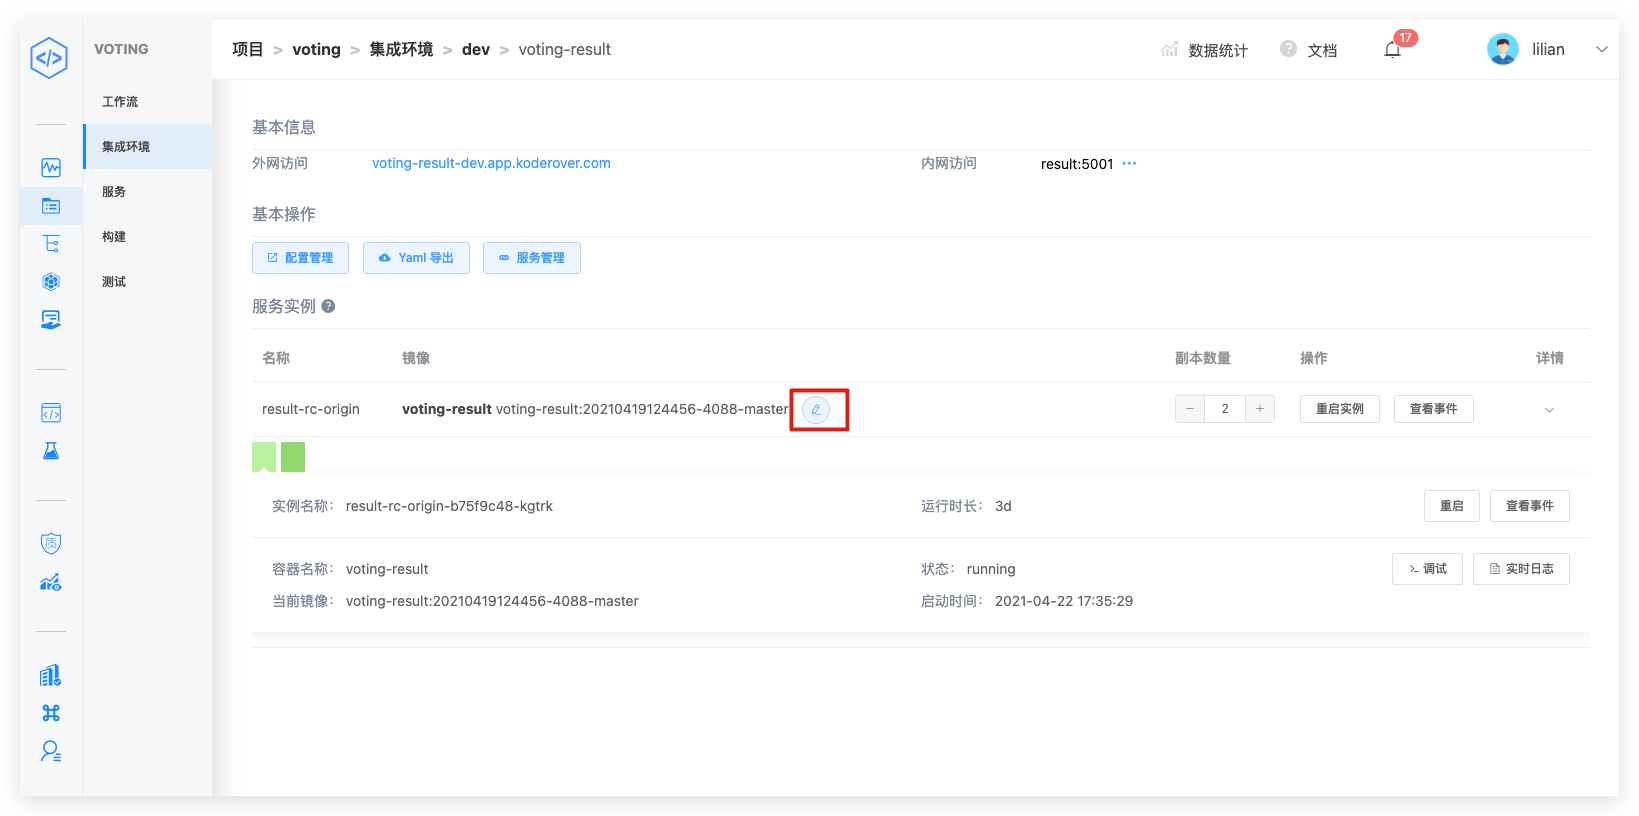 VOTING
工作流
集成环境
服务
构建
测试
项目 > voting > 集成环境 > dev > voting-result
数据统计
? 文档
17
lilian
基本信息
外网访问 voting-result-dev.app.koderover.com
内网访问 result:5001 •••
基本操作
配置管理
Yaml 导出
服务管理
服务实例 ?
名称 镜像 副本数量 操作 详情
result-rc-origin voting-result voting-result:20210419124456-4088-master − 2 + 重启实例 查看事件
实例名称: result-rc-origin-b75f9c48-kgtrk 运行时长: 3d 重启 查看事件
容器名称: voting-result 状态: running >_ 调试 实时日志
当前镜像: voting-result:20210419124456-4088-master 启动时间: 2021-04-22 17:35:29
质